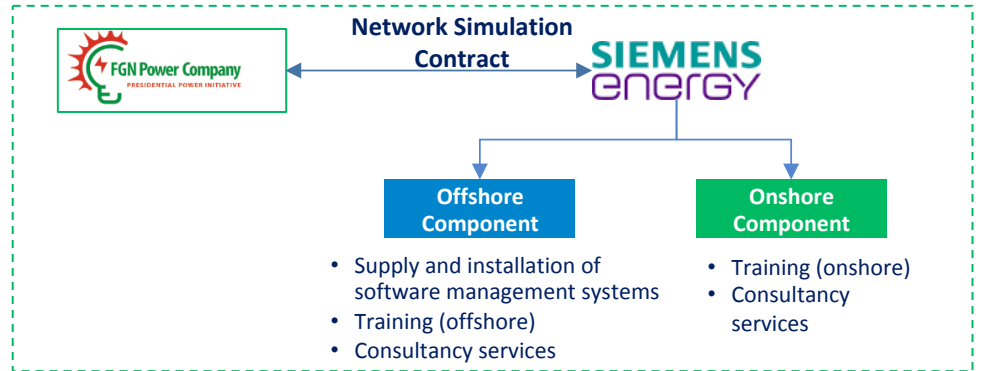 Network Simulation
Contract
FGN Power Company
PRESIDENTIAL POWER INITIATIVE
SIEMENS
energy
Offshore
Component
Onshore
Component
• Supply and installation of
software management systems
• Training (offshore)
• Consultancy services
• Training (onshore)
• Consultancy
services